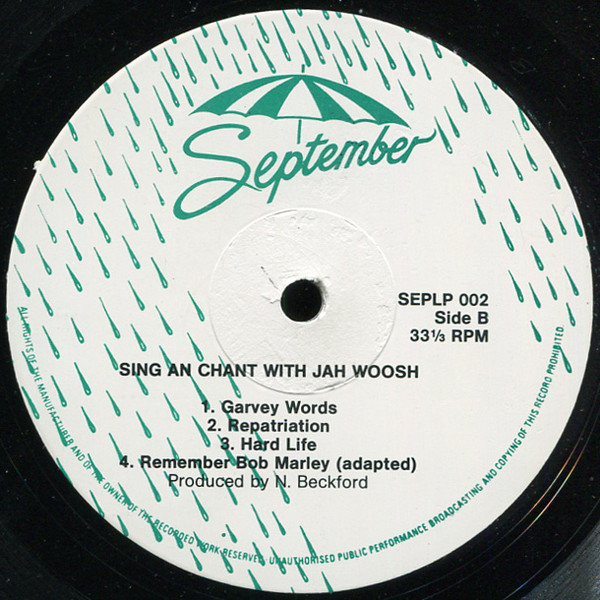 September
SEPLP 002
Side B
33⅓ RPM
SING AN CHANT WITH JAH WOOSH
1. Garvey Words
2. Repatriation
3. Hard Life
4. Remember Bob Marley (adapted)
Produced by N. Beckford
ALL RIGHTS OF THE MANUFACTURER AND OF THE OWNER OF THE RECORDED WORK RESERVED. UNAUTHORISED PUBLIC PERFORMANCE BROADCASTING AND COPYING OF THIS RECORD PROHIBITED